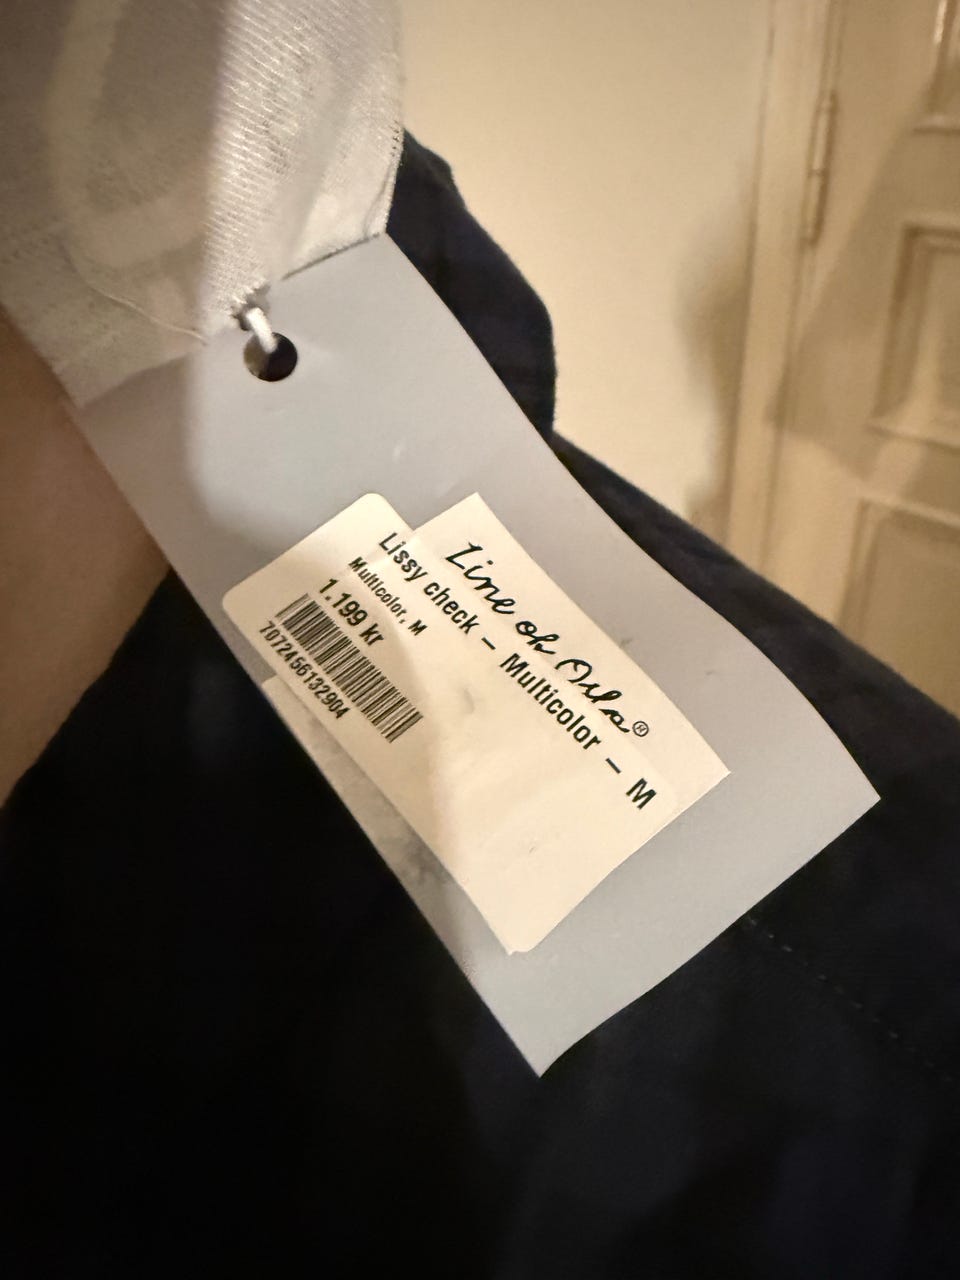 Line of Oslo®
Lissy check – Multicolor – M
Multicolor, M
1.199 kr
7072456132904